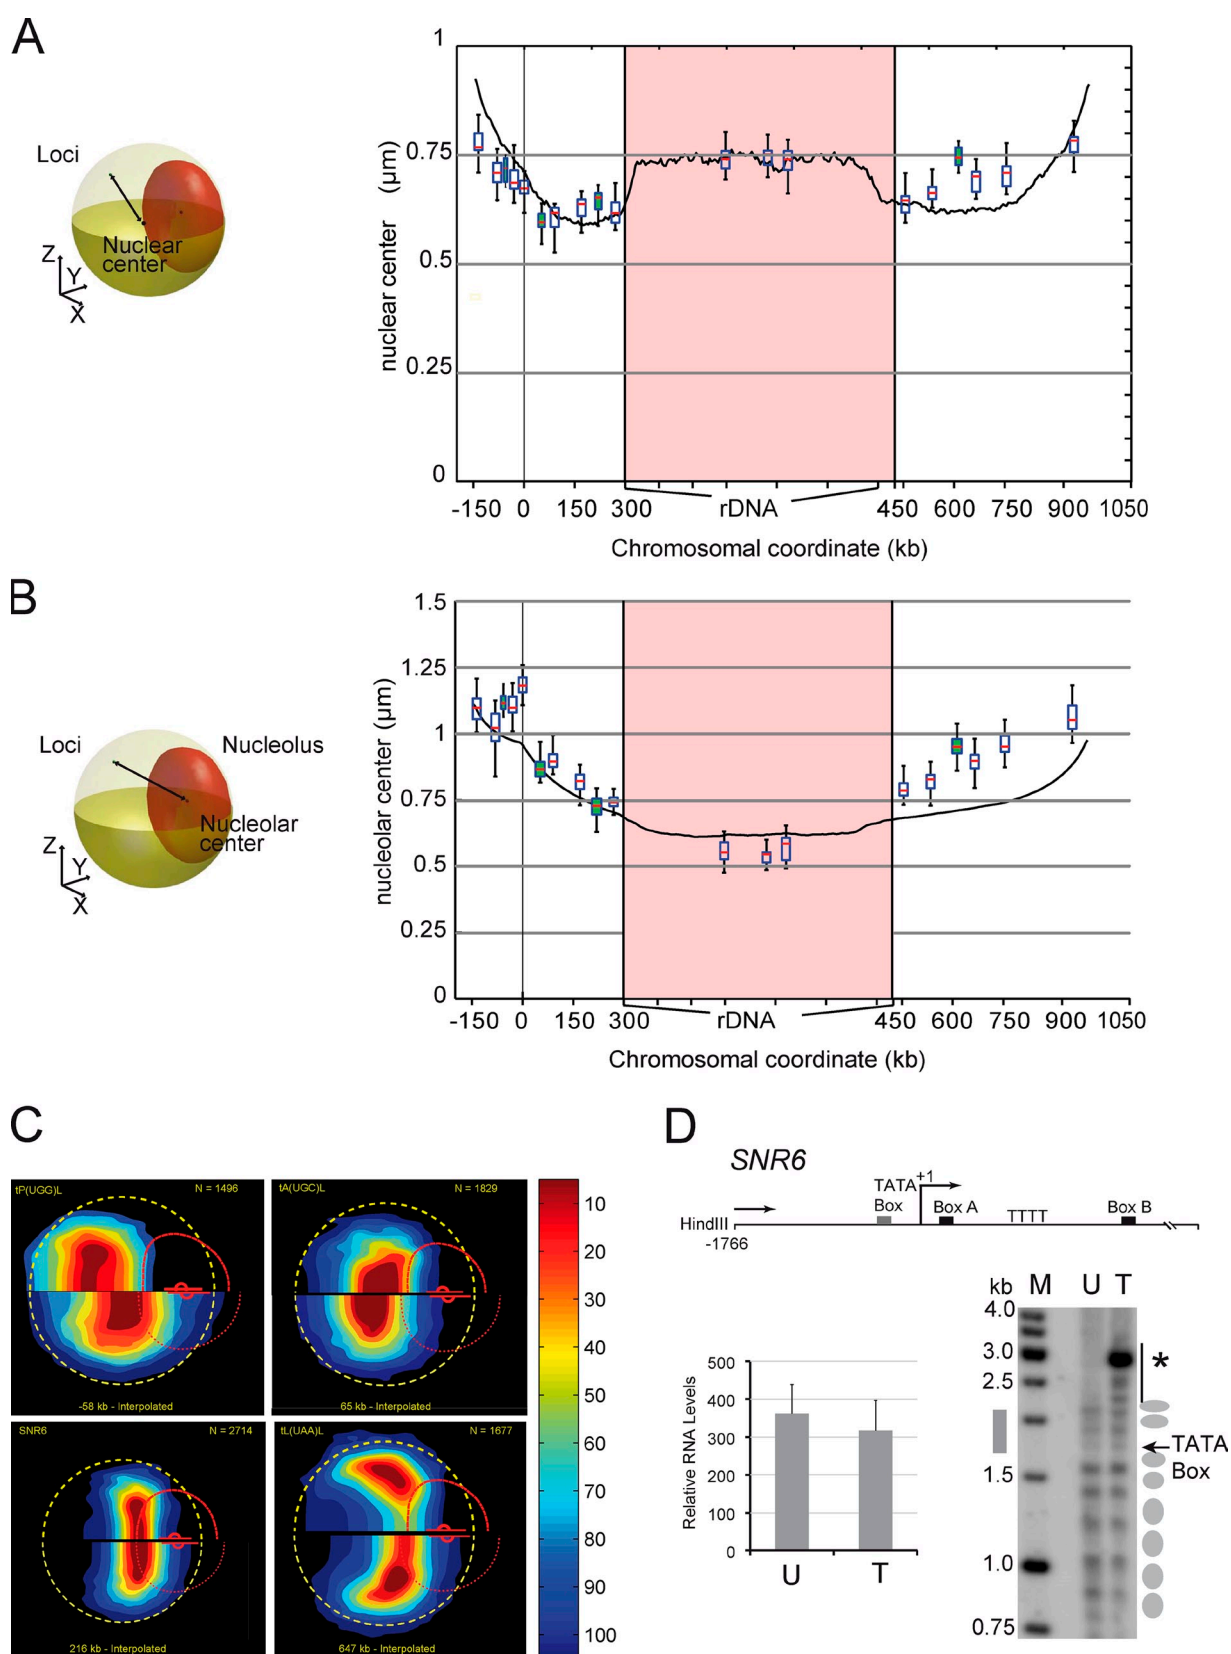 A
Loci
Nuclear
center
Z
Y
X
nuclear center (µm)
1
0.75
0.5
0.25
0
-150 0 150 300 rDNA 450 600 750 900 1050
Chromosomal coordinate (kb)
B
Loci
Nucleolus
Nucleolar
center
Z
Y
X
nucleolar center (µm)
1.5
1.25
1
0.75
0.5
0.25
0
-150 0 150 300 rDNA 450 600 750 900 1050
Chromosomal coordinate (kb)
C
tP(UGG)L N = 1496
-58 kb - Interpolated
tA(UGC)L N = 1829
65 kb - Interpolated
SNR6 N = 2714
216 kb - Interpolated
tL(UAA)L N = 1677
647 kb - Interpolated
10
20
30
40
50
60
70
80
90
100
D
SNR6
HindIII
-1766
TATA
Box
+1
Box A
TTTT
Box B
Relative RNA Levels
500
400
300
200
100
0
U T
kb M U T
4.0
3.0
2.5
1.5
1.0
0.75
*
TATA
Box